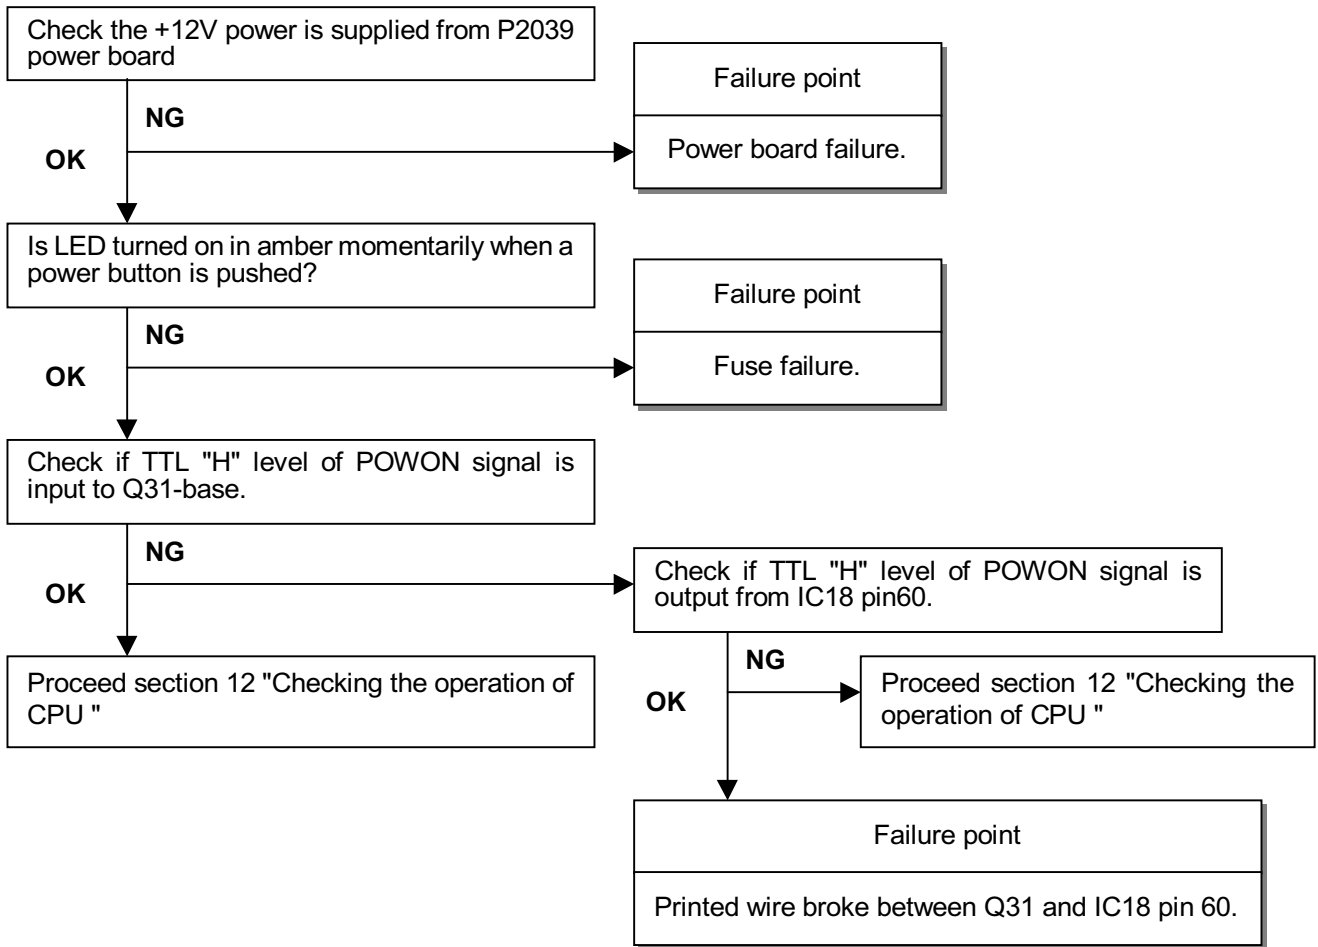 Check the +12V power is supplied from P2039
power board
NG
OK
Failure point
Power board failure.
Is LED turned on in amber momentarily when a
power button is pushed?
NG
OK
Failure point
Fuse failure.
Check if TTL "H" level of POWON signal is
input to Q31-base.
NG
OK
Check if TTL "H" level of POWON signal is
output from IC18 pin60.
Proceed section 12 "Checking the operation of
CPU "
NG
OK
Proceed section 12 "Checking the
operation of CPU "
Failure point
Printed wire broke between Q31 and IC18 pin 60.